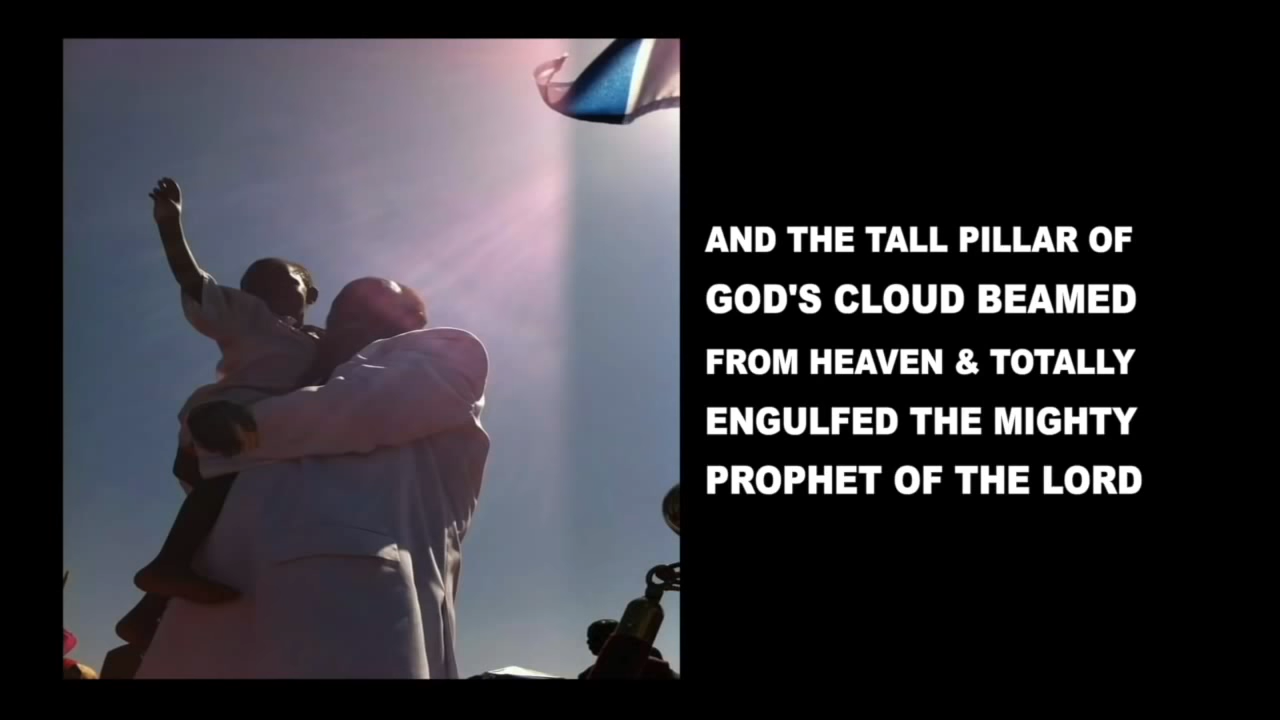 AND THE TALL PILLAR OF
GOD'S CLOUD BEAMED
FROM HEAVEN & TOTALLY
ENGULFED THE MIGHTY
PROPHET OF THE LORD